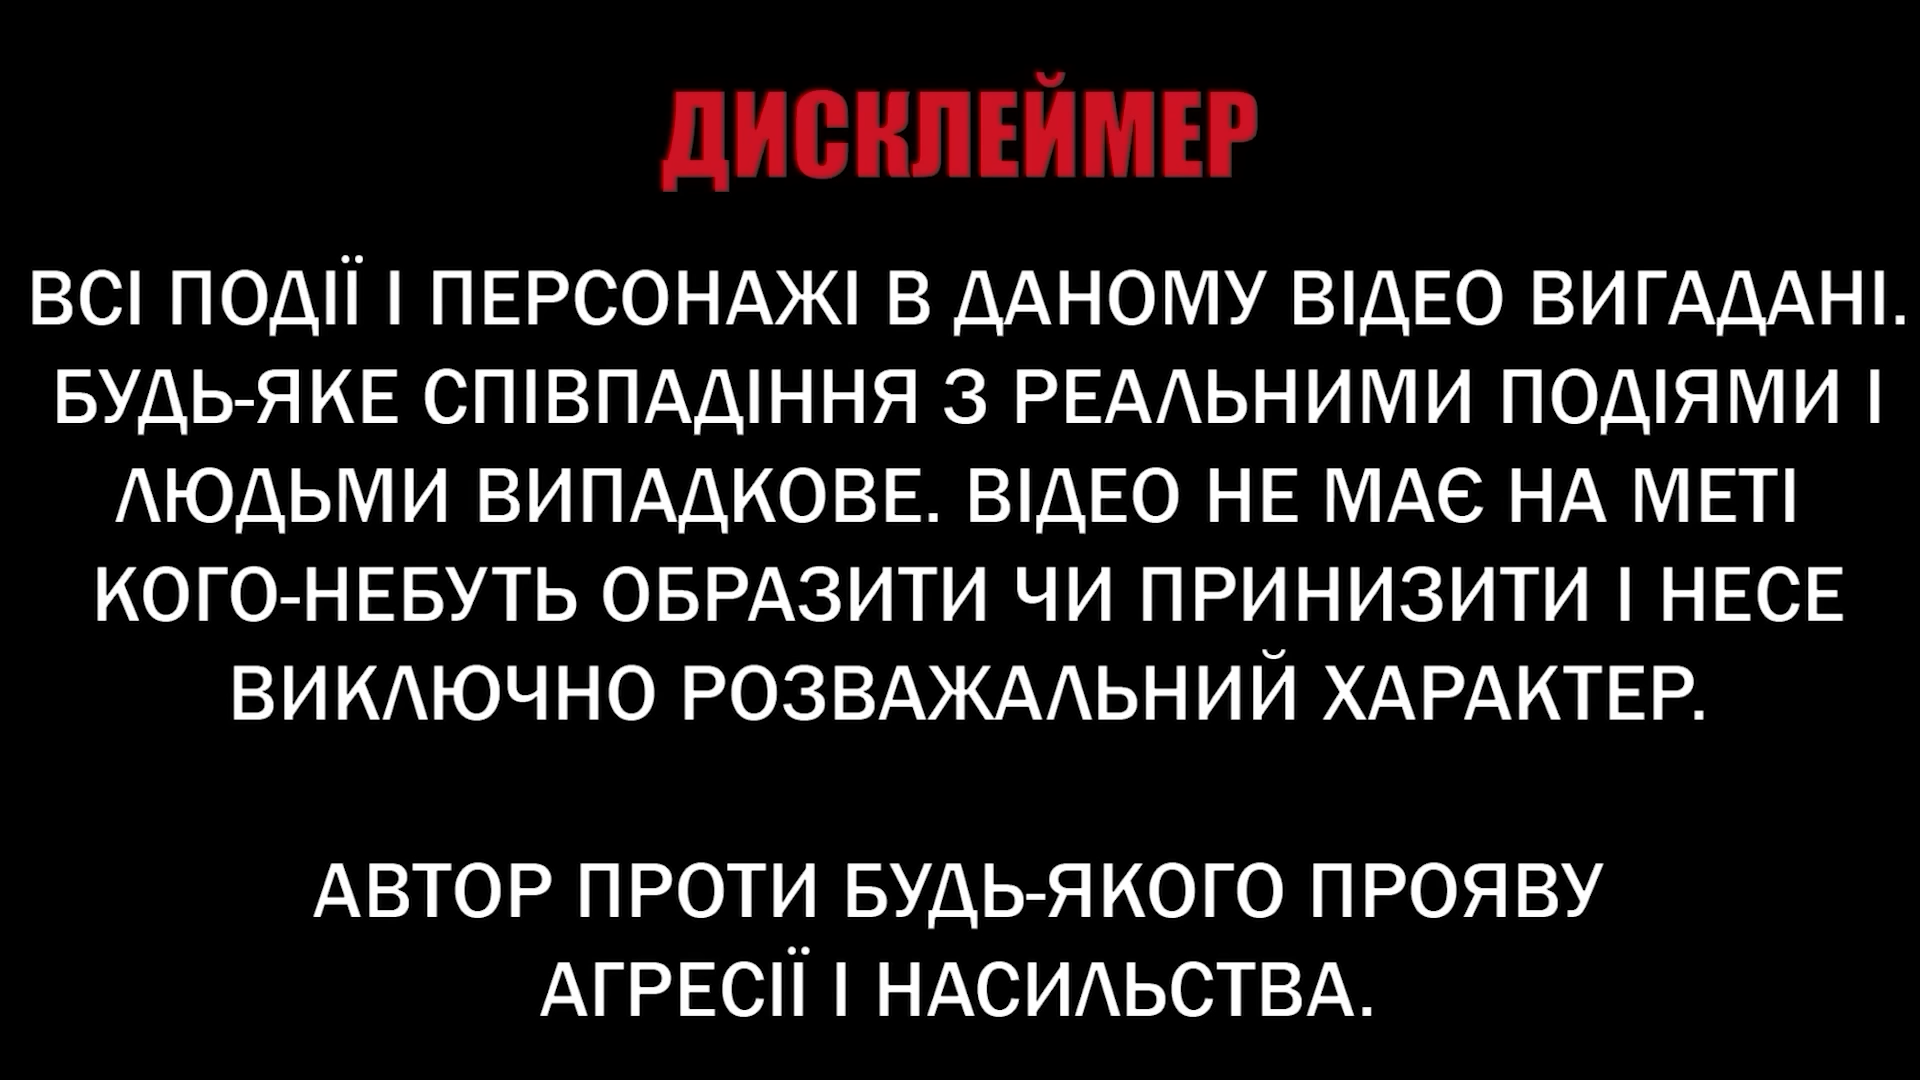 ДИСКЛЕЙМЕР
ВСІ ПОДІЇ І ПЕРСОНАЖІ В ДАНОМУ ВІДЕО ВИГАДАНІ.
БУДЬ-ЯКЕ СПІВПАДІННЯ З РЕАЛЬНИМИ ПОДІЯМИ І
ЛЮДЬМИ ВИПАДКОВЕ. ВІДЕО НЕ МАЄ НА МЕТІ
КОГО-НЕБУТЬ ОБРАЗИТИ ЧИ ПРИНИЗИТИ І НЕСЕ
ВИКЛЮЧНО РОЗВАЖАЛЬНИЙ ХАРАКТЕР.
АВТОР ПРОТИ БУДЬ-ЯКОГО ПРОЯВУ
АГРЕСІЇ І НАСИЛЬСТВА.